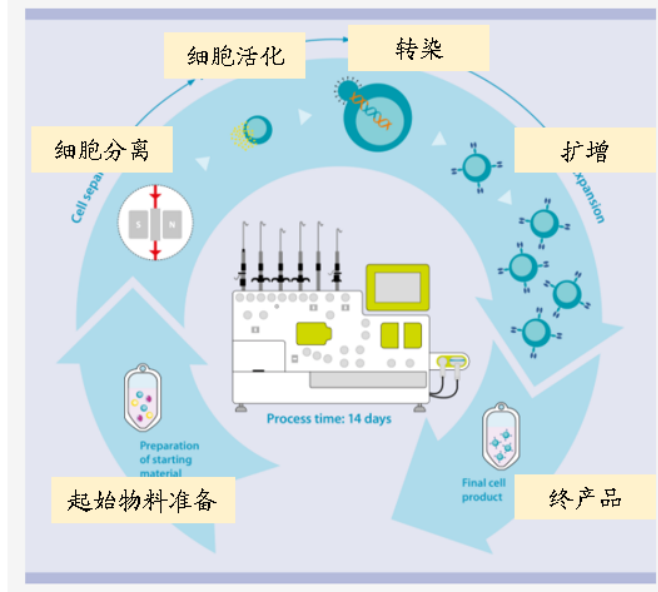 细胞活化
转染
细胞分离
扩增
Cell separ
xpansion
S N
Process time: 14 days
Preparation
of starting
material
起始物料准备
Final cell
product
终产品